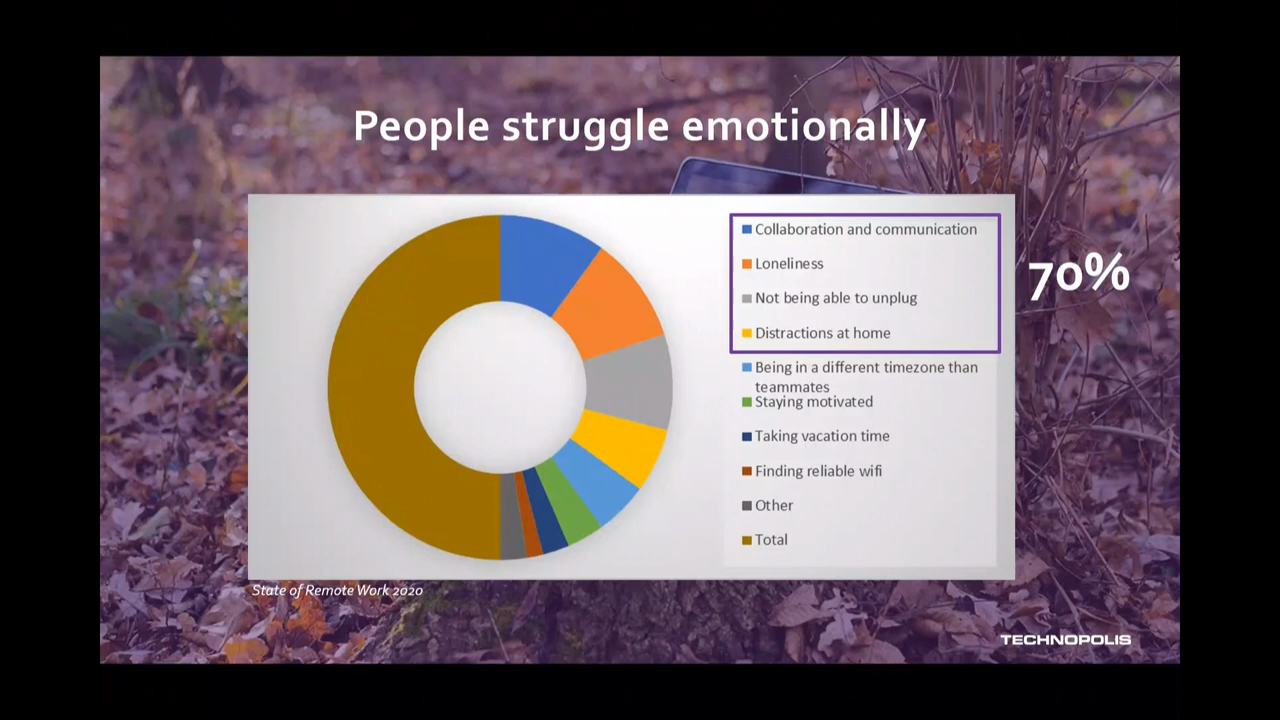 People struggle emotionally
Collaboration and communication
Loneliness
Not being able to unplug
Distractions at home
70%
Being in a different timezone than
teammates
Staying motivated
Taking vacation time
Finding reliable wifi
Other
Total
State of Remote Work 2020
TECHNOPOLIS